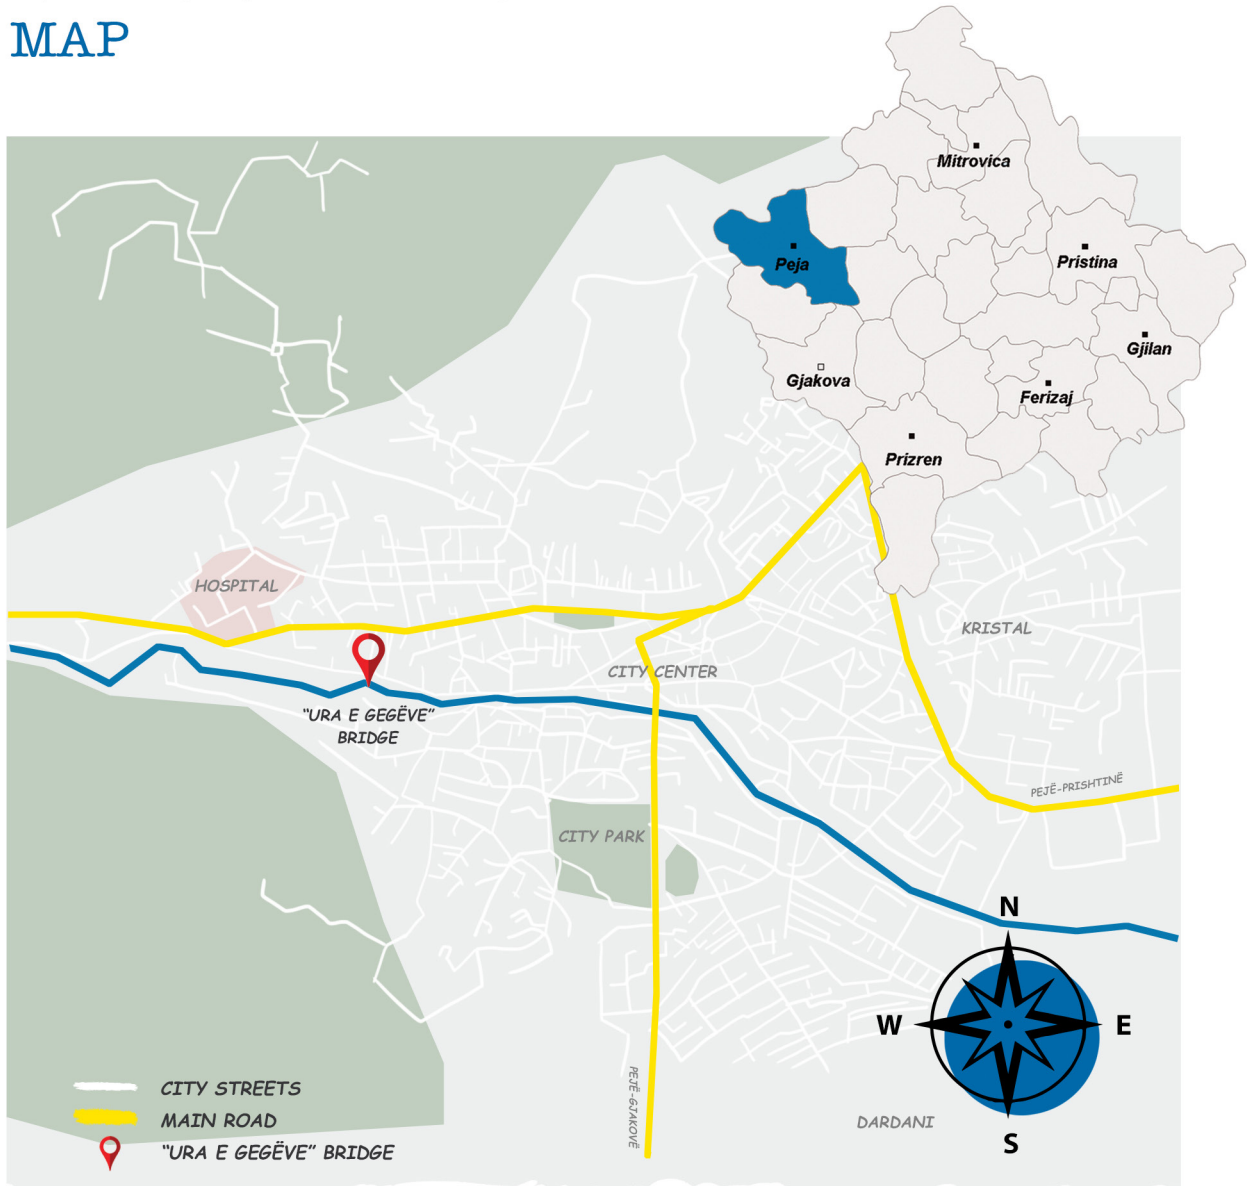 MAP
Mitrovica
Peja
Pristina
Gjilan
Gjakova
Ferizaj
Prizren
HOSPITAL
KRISTAL
CITY CENTER
“URA E GEGËVE”
BRIDGE
PEJË-PRISHTINË
CITY PARK
N
W
E
S
PEJË-GJAKOVË
DARDANI
CITY STREETS
MAIN ROAD
“URA E GEGËVE” BRIDGE